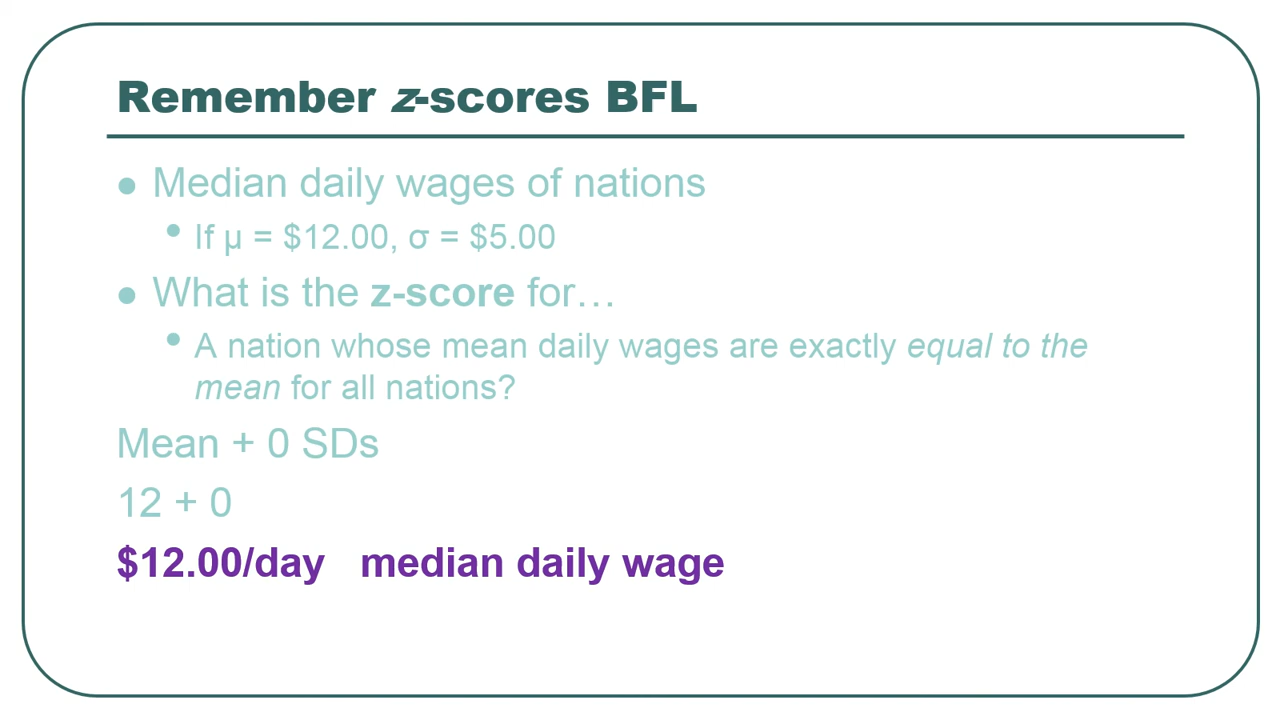 Remember z-scores BFL
● Median daily wages of nations
• If μ = $12.00, σ = $5.00
● What is the z-score for…
• A nation whose mean daily wages are exactly equal to the
mean for all nations?
Mean + 0 SDs
12 + 0
$12.00/day median daily wage